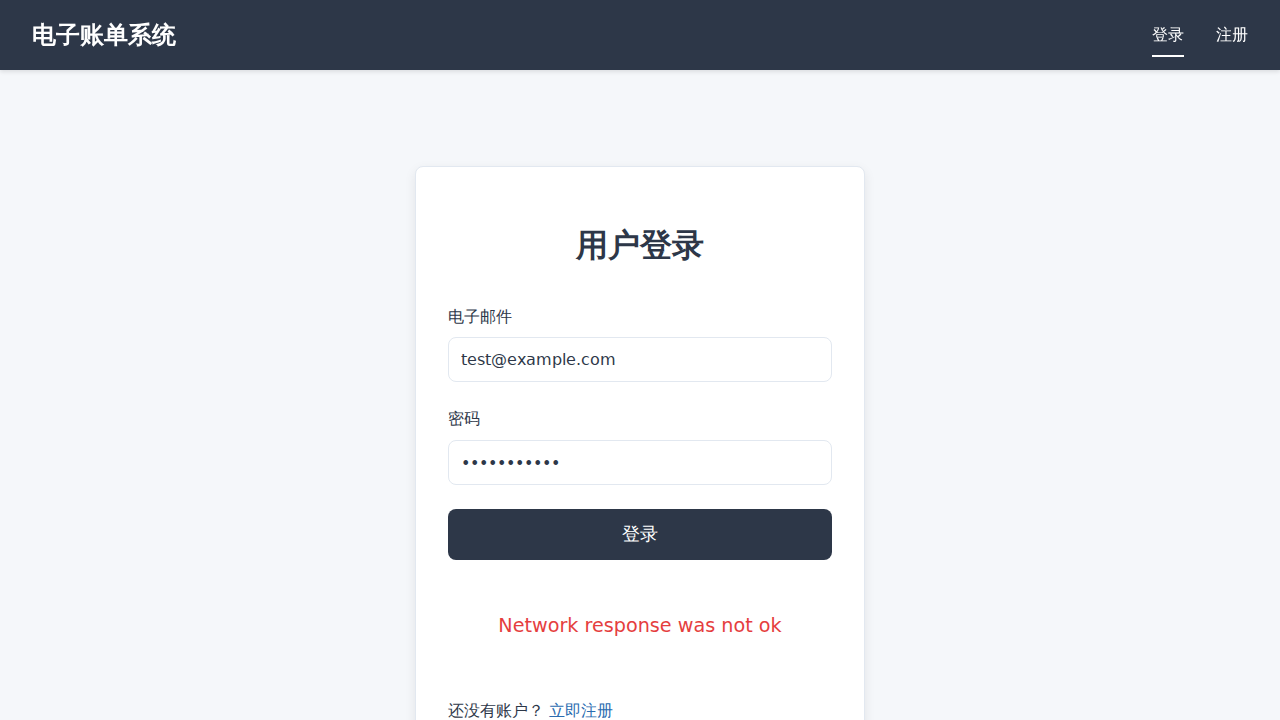 电子账单系统
登录
注册
用户登录
电子邮件
test@example.com
密码
•••••••••••
登录
Network response was not ok
还没有账户？ 立即注册